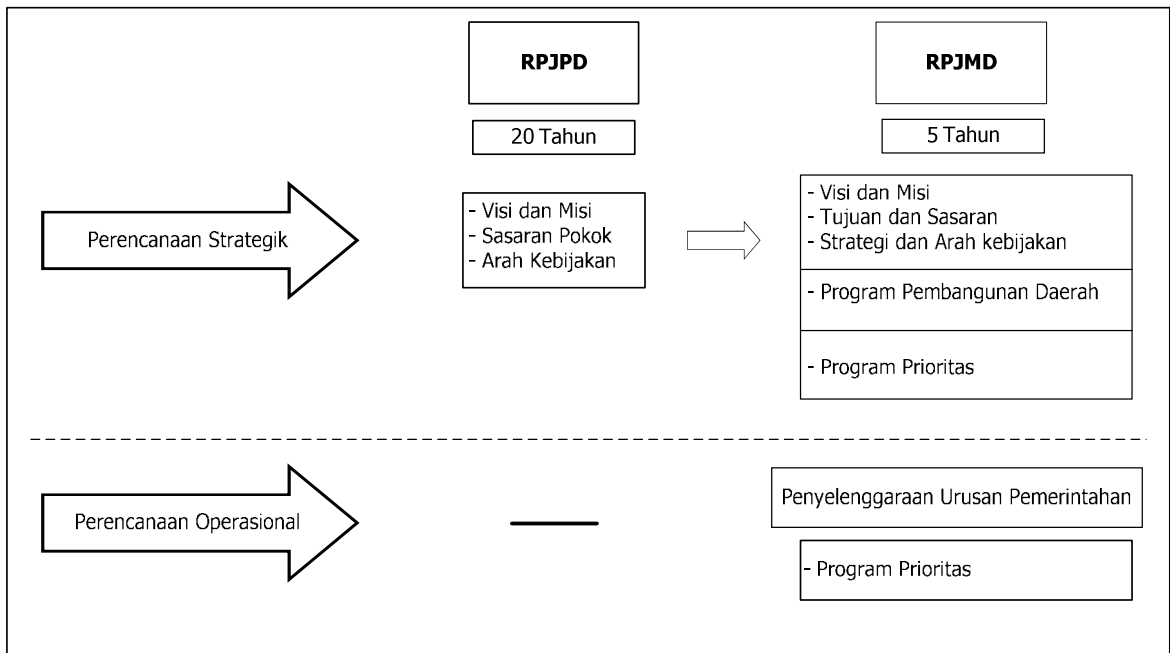 RPJPD
RPJMD
20 Tahun
5 Tahun
Perencanaan Strategik
- Visi dan Misi
- Sasaran Pokok
- Arah Kebijakan
- Visi dan Misi
- Tujuan dan Sasaran
- Strategi dan Arah kebijakan
- Program Pembangunan Daerah
- Program Prioritas
Perencanaan Operasional
Penyelenggaraan Urusan Pemerintahan
- Program Prioritas